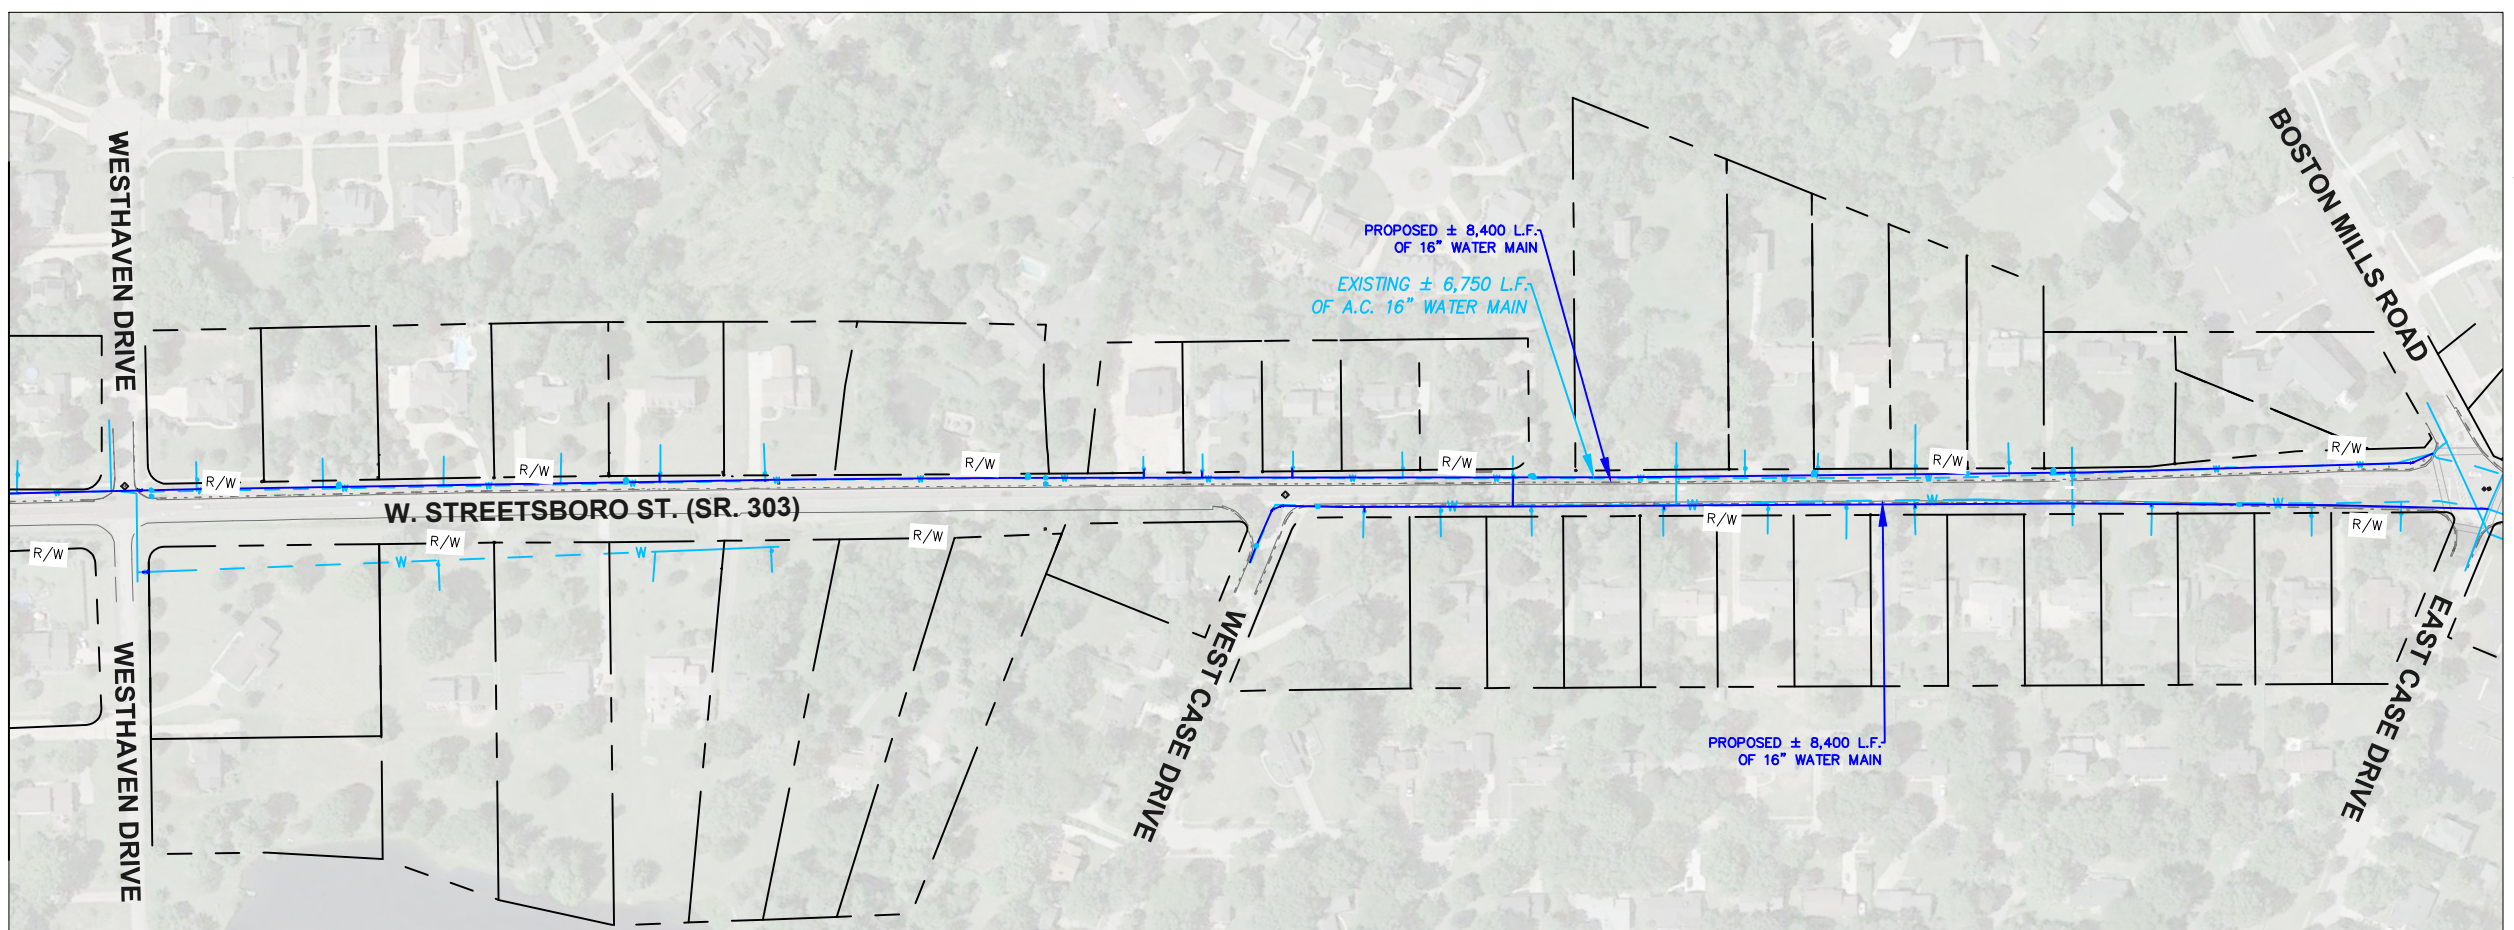 WESTHAVEN DRIVE
BOSTON MILLS ROAD
PROPOSED ± 8,400 L.F.
OF 16" WATER MAIN
EXISTING ± 6,750 L.F.
OF A.C. 16" WATER MAIN
R/W
R/W
R/W
R/W
R/W
R/W
W W W W W W W W W W W W W W
W. STREETSBORO ST. (SR. 303)
W W W
R/W
R/W
R/W
R/W
R/W
W W
WESTHAVEN DRIVE
WEST CASE DRIVE
EAST CASE DRIVE
PROPOSED ± 8,400 L.F.
OF 16" WATER MAIN